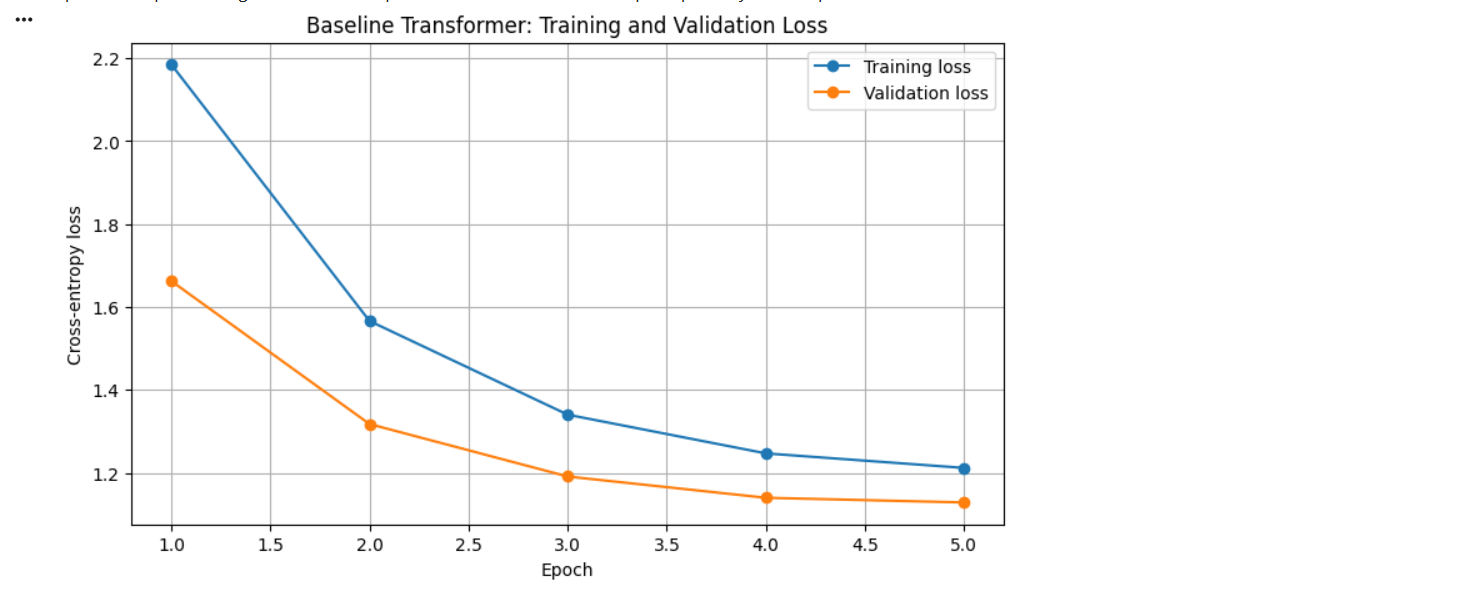 ...
Baseline Transformer: Training and Validation Loss
Training loss
Validation loss
2.2
2.0
1.8
1.6
1.4
1.2
Cross-entropy loss
1.0 1.5 2.0 2.5 3.0 3.5 4.0 4.5 5.0
Epoch